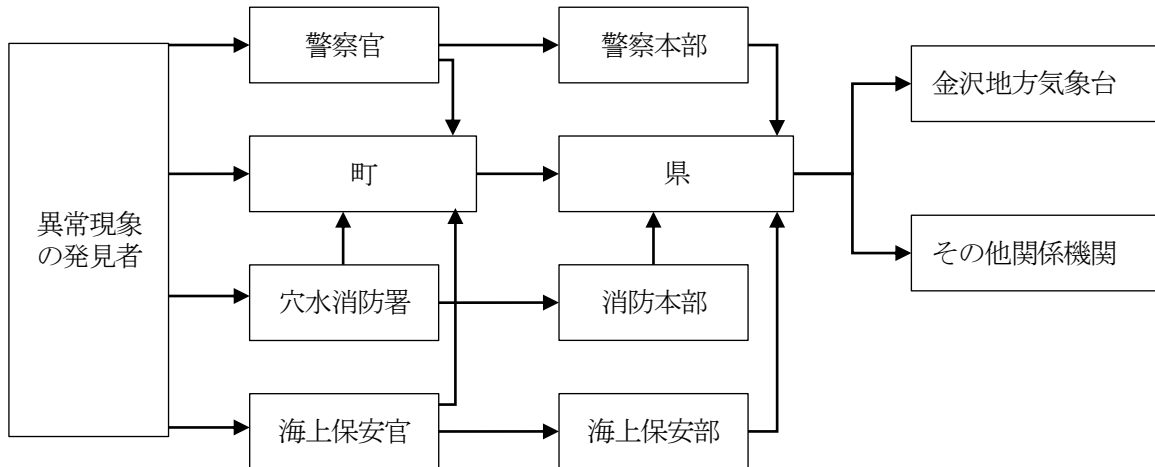 警察官
警察本部
金沢地方気象台
町
県
異常現象
の発見者
その他関係機関
穴水消防署
消防本部
海上保安官
海上保安部